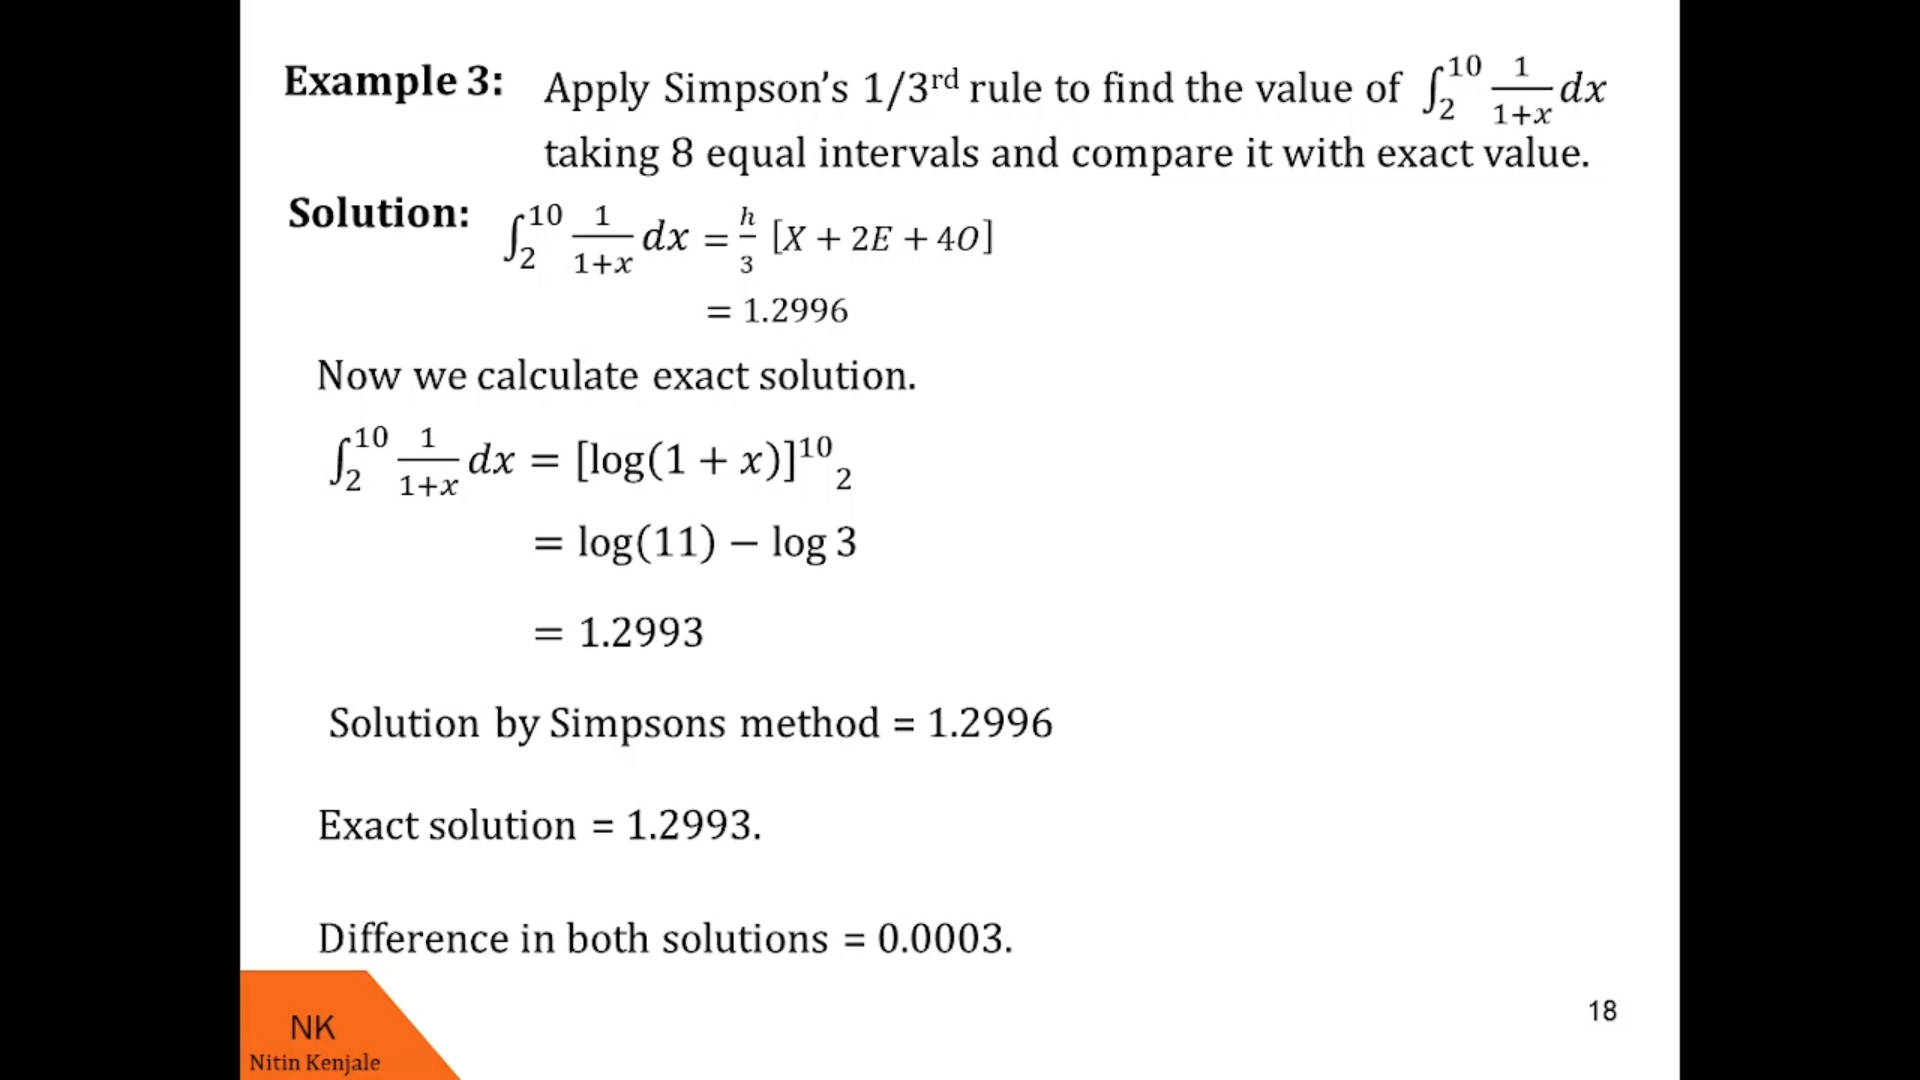 Example 3: Apply Simpson's 1/3rd rule to find the value of ∫₂¹⁰ 1/(1+x) dx
taking 8 equal intervals and compare it with exact value.
Solution: ∫₂¹⁰ 1/(1+x) dx = h/3 [X + 2E + 4O]
= 1.2996
Now we calculate exact solution.
∫₂¹⁰ 1/(1+x) dx = [log(1 + x)]¹⁰₂
= log(11) − log 3
= 1.2993
Solution by Simpsons method = 1.2996
Exact solution = 1.2993.
Difference in both solutions = 0.0003.
NK
Nitin Kenjale
18